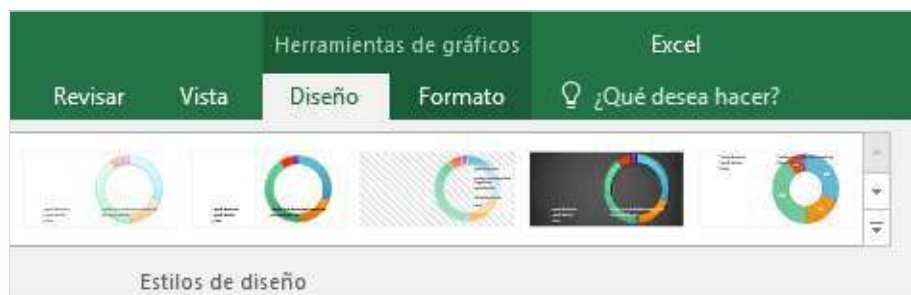 Herramientas de gráficos Excel
Revisar Vista Diseño Formato ¿Qué desea hacer?
Estilos de diseño